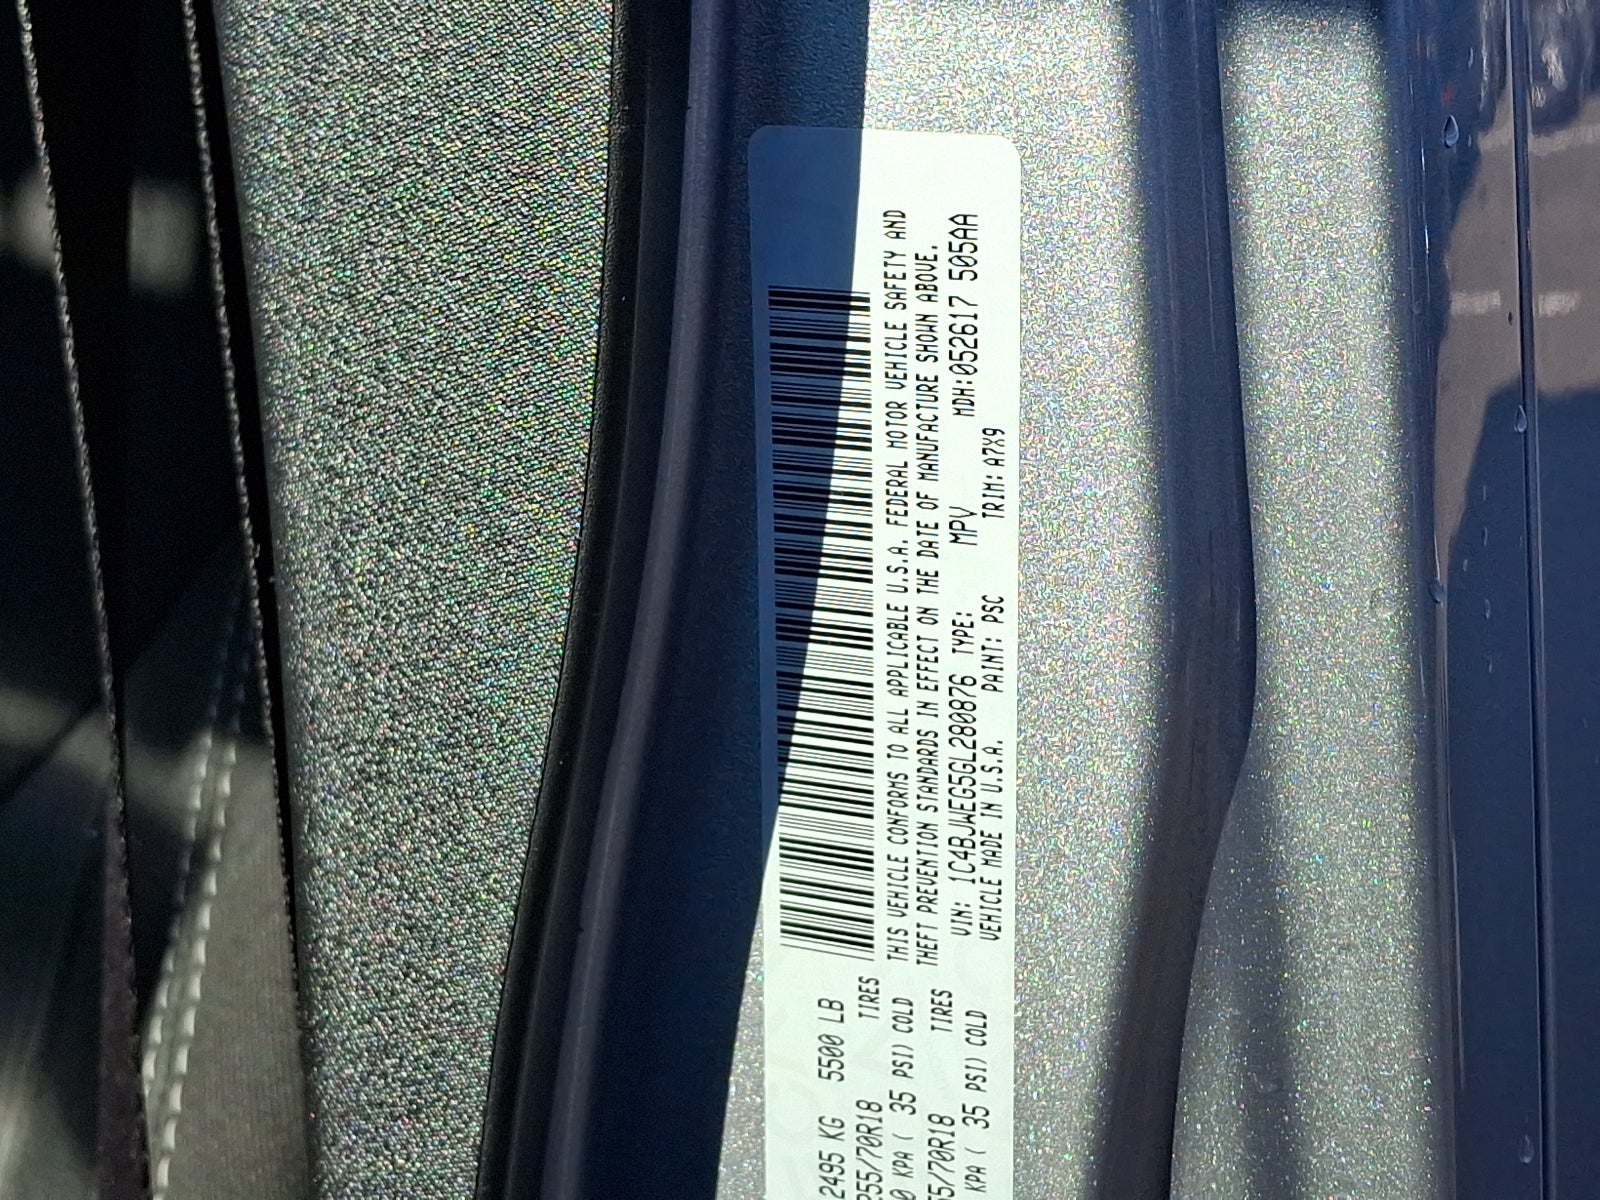 2495 KG 5500 LB
255/70R18 TIRES
KPA ( 35 PSI) COLD
/70R18 TIRES
KPA ( 35 PSI) COLD
THIS VEHICLE CONFORMS TO ALL APPLICABLE U.S.A. FEDERAL MOTOR VEHICLE SAFETY AND
THEFT PREVENTION STANDARDS IN EFFECT ON THE DATE OF MANUFACTURE SHOWN ABOVE.
VIN: 1C4BJWEG5GL280876 TYPE: MPV MDH:052617 505AA
VEHICLE MADE IN U.S.A. PAINT: PSC TRIM: A7X9